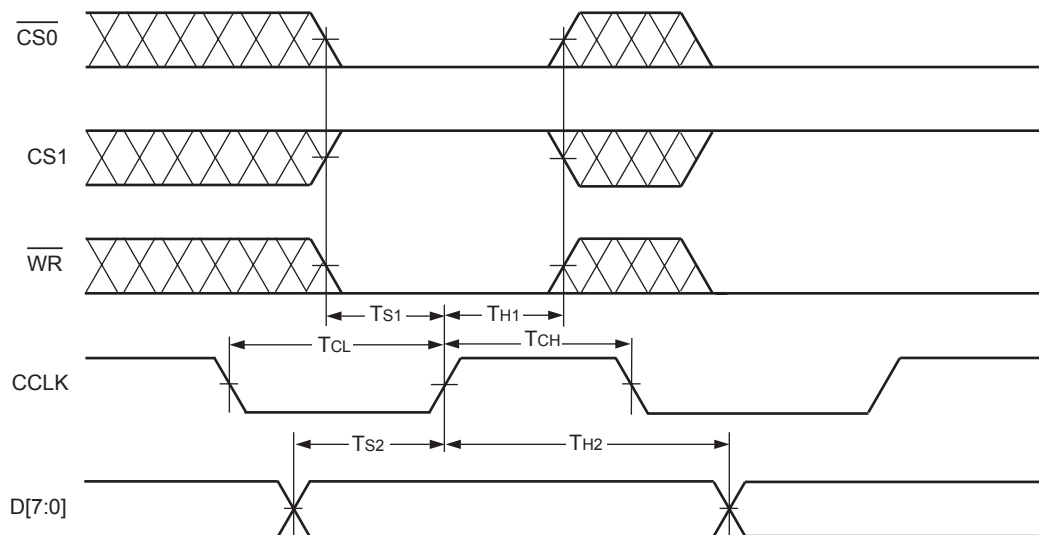 CS0
CS1
WR
TS1 TH1
TCL TCH
CCLK
TS2 TH2
D[7:0]